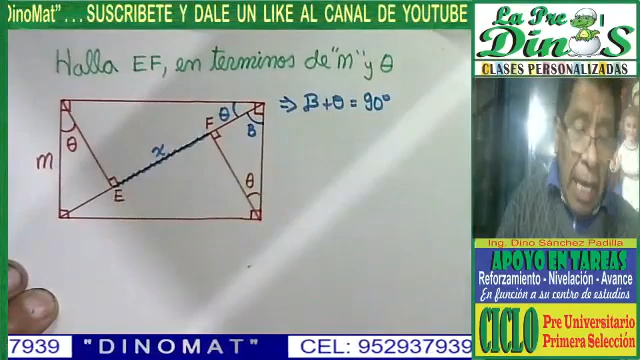 DinoMat"... SUSCRIBETE Y DALE UN LIKE AL CANAL DE YOUTUBE
La Pre
DinoS
CLASES PERSONALIZADAS
Halla EF, en terminos de "m" y θ
⇒ B+θ = 90°
θ
F
B
θ
x
m
θ
E
Ing. Dino Sánchez Padilla
APOYO EN TAREAS
Reforzamiento - Nivelación - Avance
En función a su centro de estudios
CICLO Pre Universitario
Primera Selección
7939 "DINOMAT" CEL: 952937939